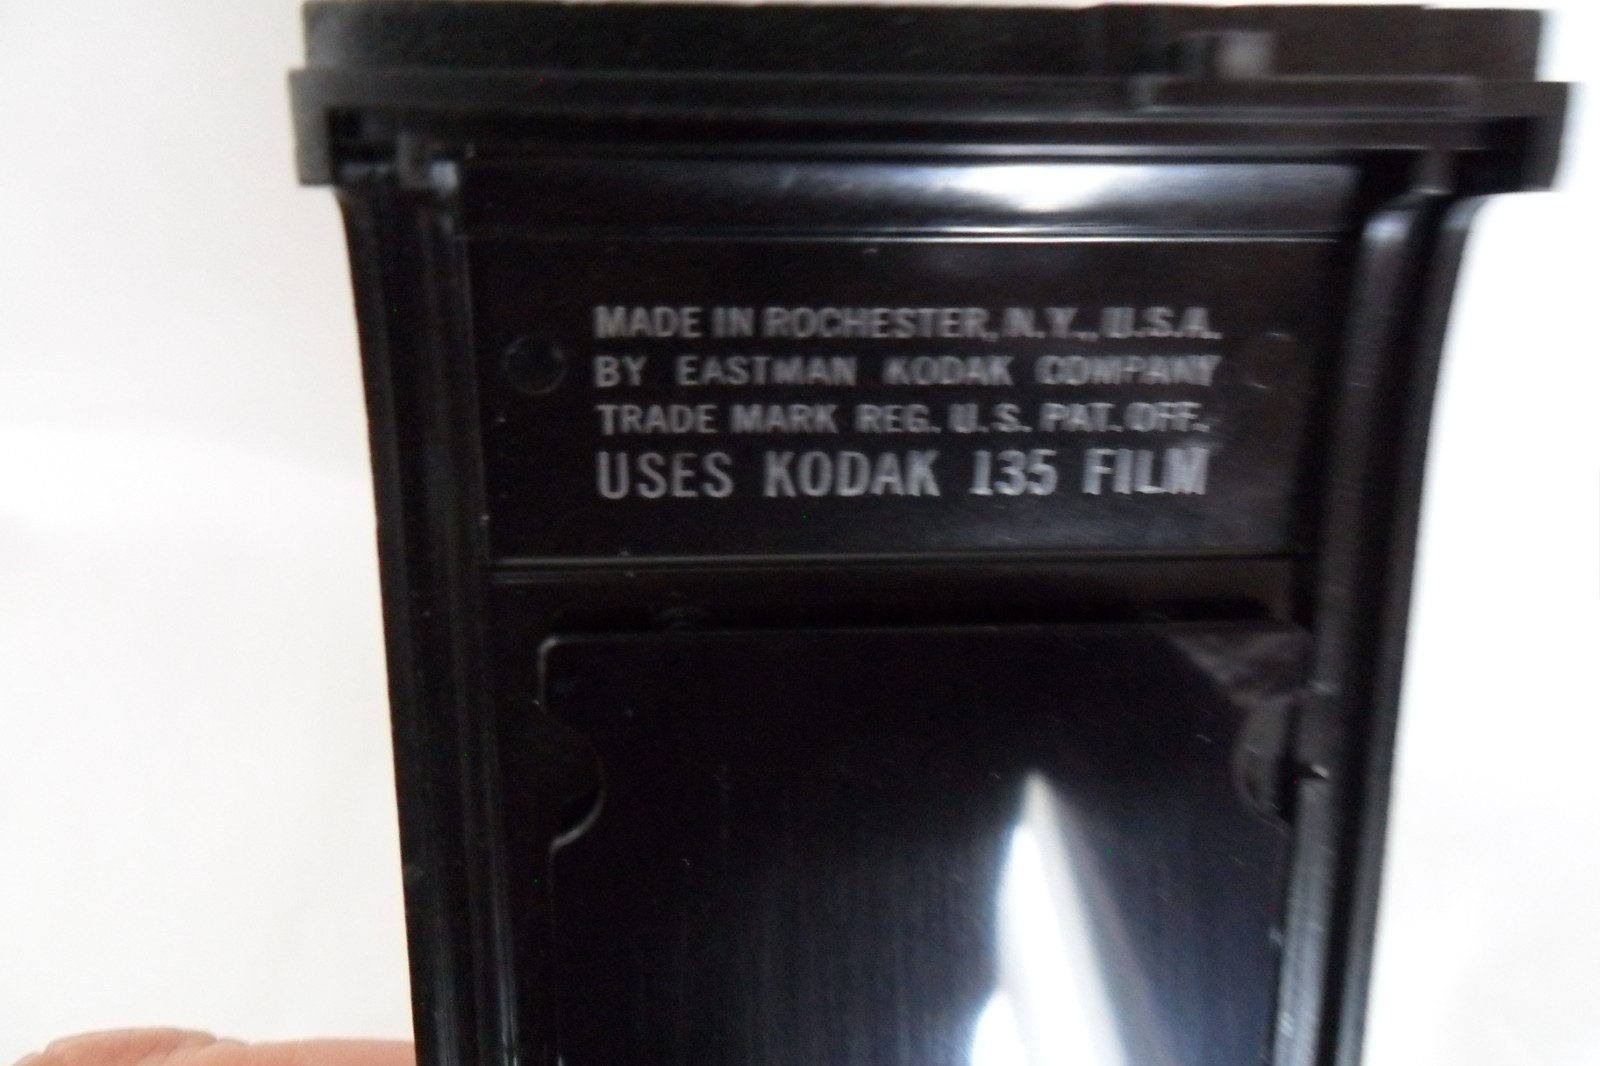 MADE IN ROCHESTER, N.Y., U.S.A.
BY EASTMAN KODAK COMPANY
TRADE MARK REG. U.S. PAT. OFF.
USES KODAK 135 FILM